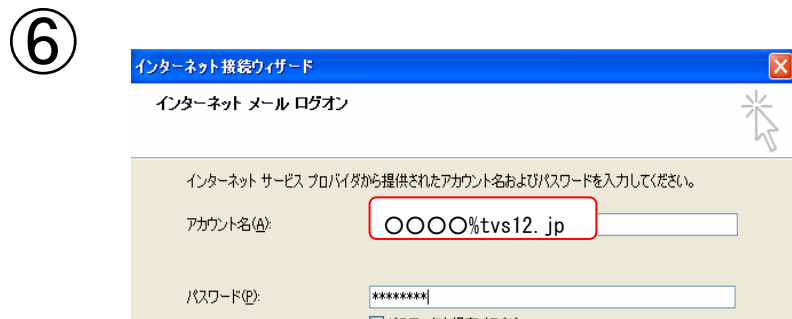 ⑥
インターネット接続ウィザード
インターネット メール ログオン
インターネット サービス プロバイダから提供されたアカウント名およびパスワードを入力してください。
アカウント名(A):
〇〇〇〇%tvs12.jp
パスワード(P):
********